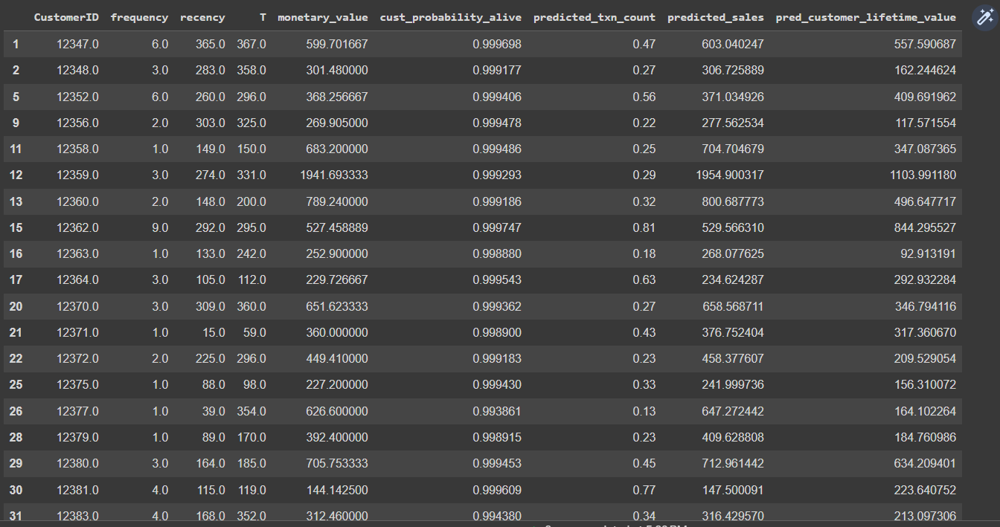 CustomerID frequency recency T monetary_value cust_probability_alive predicted_txn_count predicted_sales pred_customer_lifetime_value
1 12347.0 6.0 365.0 367.0 599.701667 0.999698 0.47 603.040247 557.590687
2 12348.0 3.0 283.0 358.0 301.480000 0.999177 0.27 306.725889 162.244624
5 12352.0 6.0 260.0 296.0 368.256667 0.999406 0.56 371.034926 409.691962
9 12356.0 2.0 303.0 325.0 269.905000 0.999478 0.22 277.562534 117.571554
11 12358.0 1.0 149.0 150.0 683.200000 0.999486 0.25 704.704679 347.087365
12 12359.0 3.0 274.0 331.0 1941.693333 0.999293 0.29 1954.900317 1103.991180
13 12360.0 2.0 148.0 200.0 789.240000 0.999186 0.32 800.687773 496.647717
15 12362.0 9.0 292.0 295.0 527.458889 0.999747 0.81 529.566310 844.295527
16 12363.0 1.0 133.0 242.0 252.900000 0.998880 0.18 268.077625 92.913191
17 12364.0 3.0 105.0 112.0 229.726667 0.999543 0.63 234.624287 292.932284
20 12370.0 3.0 309.0 360.0 651.623333 0.999362 0.27 658.568711 346.794116
21 12371.0 1.0 15.0 59.0 360.000000 0.998900 0.43 376.752404 317.360670
22 12372.0 2.0 225.0 296.0 449.410000 0.999183 0.23 458.377607 209.529054
25 12375.0 1.0 88.0 98.0 227.200000 0.999430 0.33 241.999736 156.310072
26 12377.0 1.0 39.0 354.0 626.600000 0.993861 0.13 647.272442 164.102264
28 12379.0 1.0 89.0 170.0 392.400000 0.998915 0.23 409.628808 184.760986
29 12380.0 3.0 164.0 185.0 705.753333 0.999453 0.45 712.961442 634.209401
30 12381.0 4.0 115.0 119.0 144.142500 0.999609 0.77 147.500091 223.640752
31 12383.0 4.0 168.0 352.0 312.460000 0.994380 0.34 316.429570 213.097306